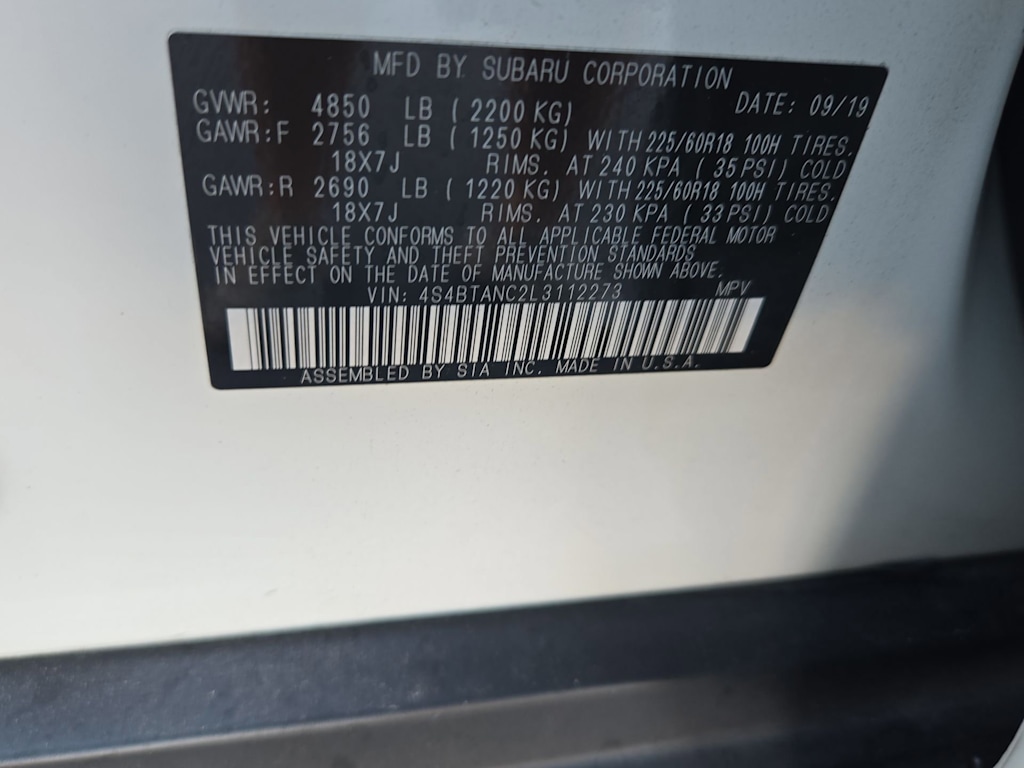 MFD BY SUBARU CORPORATION
GVWR: 4850 LB (2200 KG) DATE: 09/19
GAWR:F 2756 LB (1250 KG) WITH 225/60R18 100H TIRES.
18X7J RIMS. AT 240 KPA (35 PSI) COLD
GAWR:R 2690 LB (1220 KG) WITH 225/60R18 100H TIRES.
18X7J RIMS. AT 230 KPA (33 PSI) COLD
THIS VEHICLE CONFORMS TO ALL APPLICABLE FEDERAL MOTOR
VEHICLE SAFETY AND THEFT PREVENTION STANDARDS
IN EFFECT ON THE DATE OF MANUFACTURE SHOWN ABOVE.
VIN: 4S4BTANC2L3112273 MPV
ASSEMBLED BY SIA INC. MADE IN U.S.A.